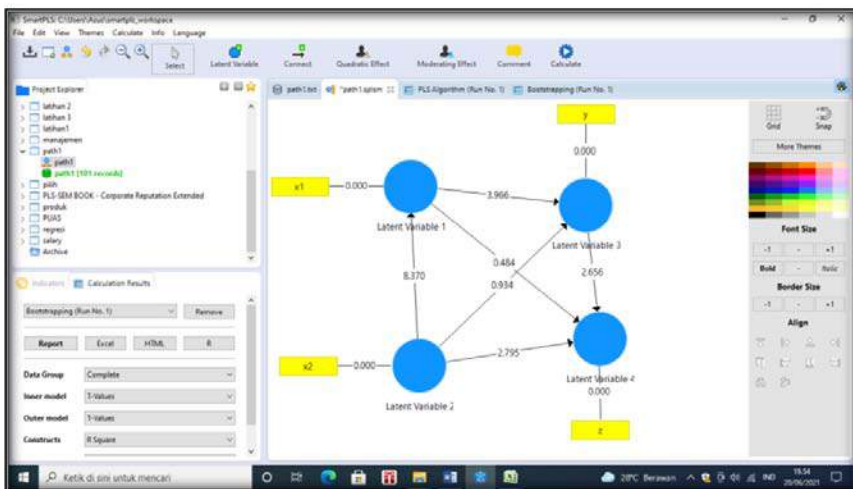 SmartPLS: C:\Users\Asus\smartpls_workspace
File Edit View Themes Calculate Info Language
Select
Latent Variable
Connect
Quadratic Effect
Moderating Effect
Comment
Calculate
Project Explorer
latihan 2
latihan 3
latihan1
manajemen
path1
path1
path1 [101 records]
pilih
PLS-SEM BOOK - Corporate Reputation Extended
produk
PUAS
regresi
salary
Archive
Indicators
Calculation Results
Bootstrapping (Run No. 1)
Remove
Report
Excel
HTML
R
Data Group
Complete
Inner model
T-Values
Outer model
T-Values
Constructs
R Square
path1.txt
*path1.splsm
PLS Algorithm (Run No. 1)
Bootstrapping (Run No. 1)
y
0.000
x1
0.000
3.966
Latent Variable 1
Latent Variable 3
0.484
2.656
8.370
0.934
x2
0.000
2.795
Latent Variable 4
Latent Variable 2
0.000
z
Grid
Snap
More Themes
Font Size
-1
-
+1
Bold
-
Italic
Border Size
-1
-
+1
Align
Ketik di sini untuk mencari
28°C Berawan
IND
15.54
20/06/2021